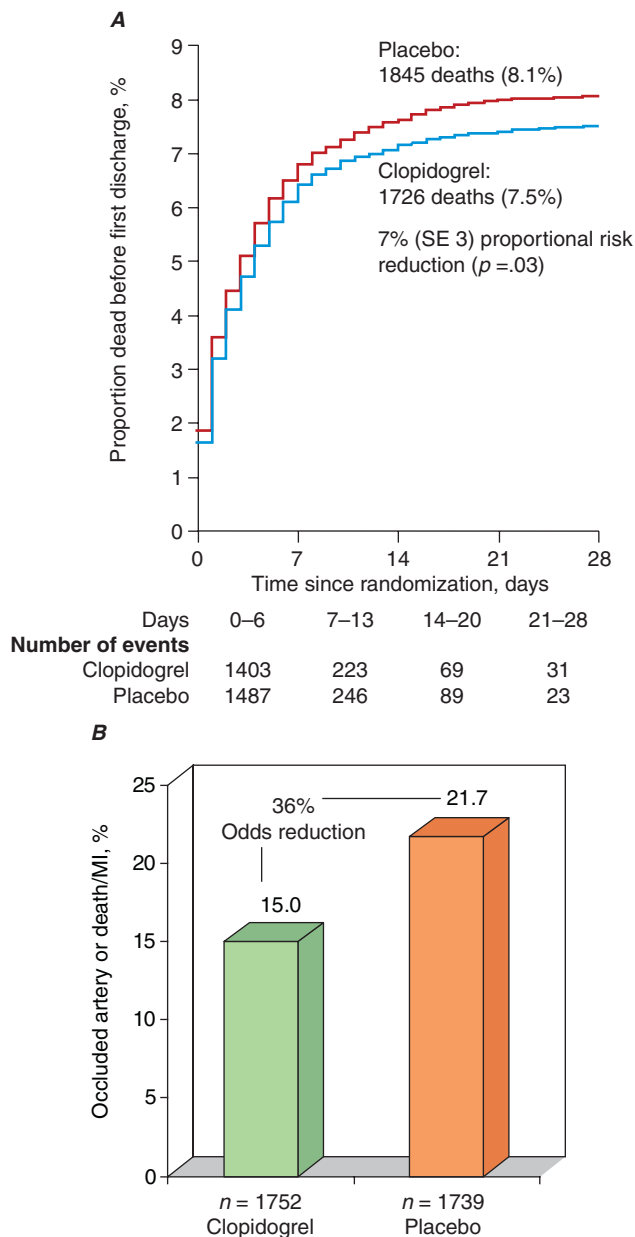 A
Proportion dead before first discharge, %
9
8
7
6
5
4
3
2
1
0
Placebo:
1845 deaths (8.1%)
Clopidogrel:
1726 deaths (7.5%)
7% (SE 3) proportional risk
reduction (p =.03)
0 7 14 21 28
Time since randomization, days
Days 0–6 7–13 14–20 21–28
Number of events
Clopidogrel 1403 223 69 31
Placebo 1487 246 89 23
B
Occluded artery or death/MI, %
25
20
15
10
5
0
36%
Odds reduction
21.7
15.0
n = 1752 n = 1739
Clopidogrel Placebo